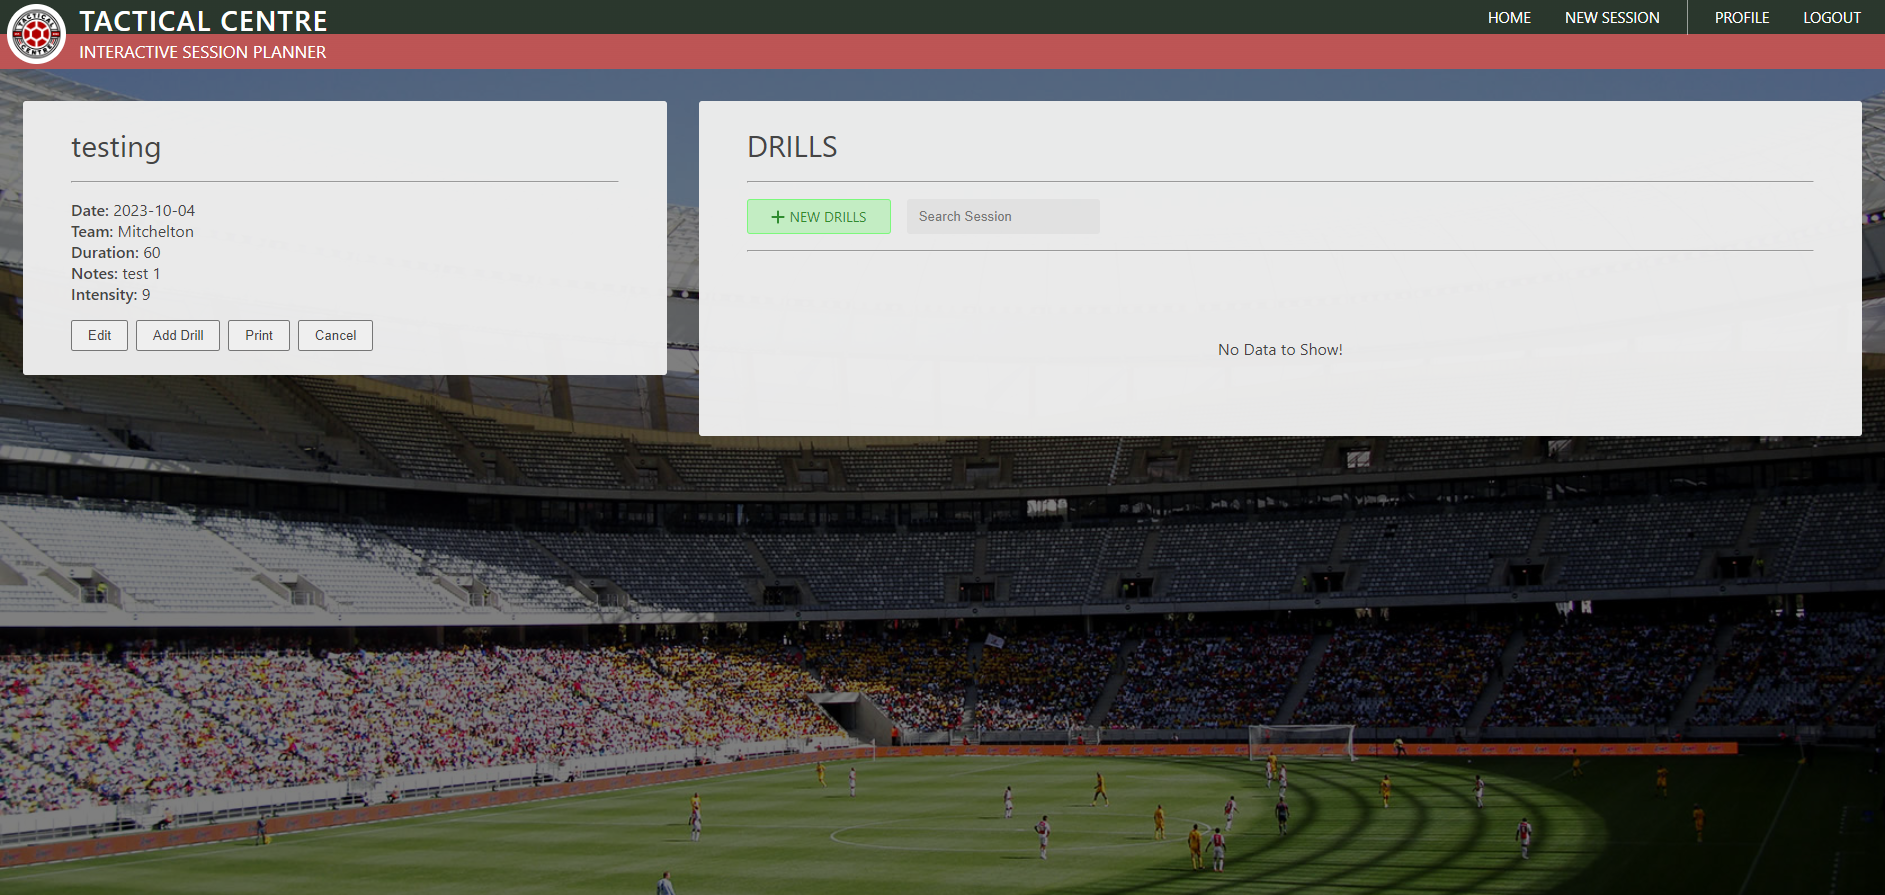 TACTICAL CENTRE
INTERACTIVE SESSION PLANNER
HOME
NEW SESSION
PROFILE
LOGOUT
TACTICAL
CENTRE
testing
Date: 2023-10-04
Team: Mitchelton
Duration: 60
Notes: test 1
Intensity: 9
Edit
Add Drill
Print
Cancel
DRILLS
+ NEW DRILLS
Search Session
No Data to Show!